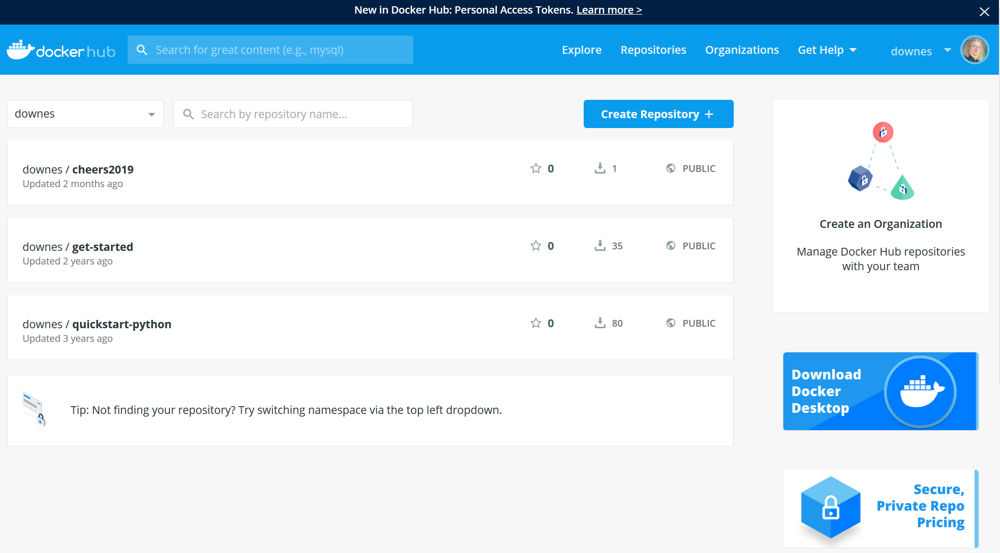 New in Docker Hub: Personal Access Tokens. Learn more >
docker hub
Search for great content (e.g., mysql)
Explore
Repositories
Organizations
Get Help
downes
downes
Search by repository name...
Create Repository +
downes / cheers2019
Updated 2 months ago
0
1
PUBLIC
downes / get-started
Updated 2 years ago
0
35
PUBLIC
downes / quickstart-python
Updated 3 years ago
0
80
PUBLIC
Tip: Not finding your repository? Try switching namespace via the top left dropdown.
Create an Organization
Manage Docker Hub repositories
with your team
Download
Docker
Desktop
Secure,
Private Repo
Pricing